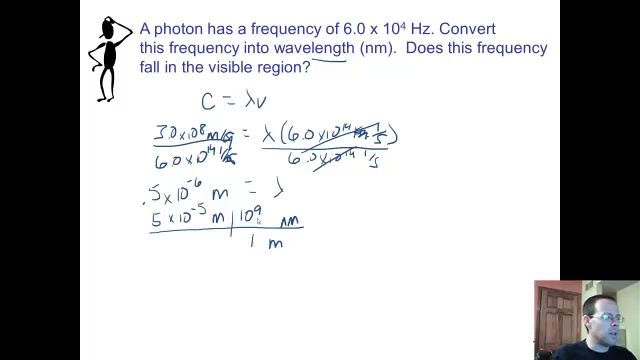 A photon has a frequency of 6.0 x 10⁴ Hz. Convert
this frequency into wavelength (nm). Does this frequency
fall in the visible region?
C = λν
3.0×10⁸ m/s = λ (6.0×10¹⁴ 1/s)
6.0×10¹⁴ 1/s 6.0×10¹⁴ 1/s
.5×10⁻⁶ m = λ
5 × 10⁻⁵ m | 10⁹ nm
1 m